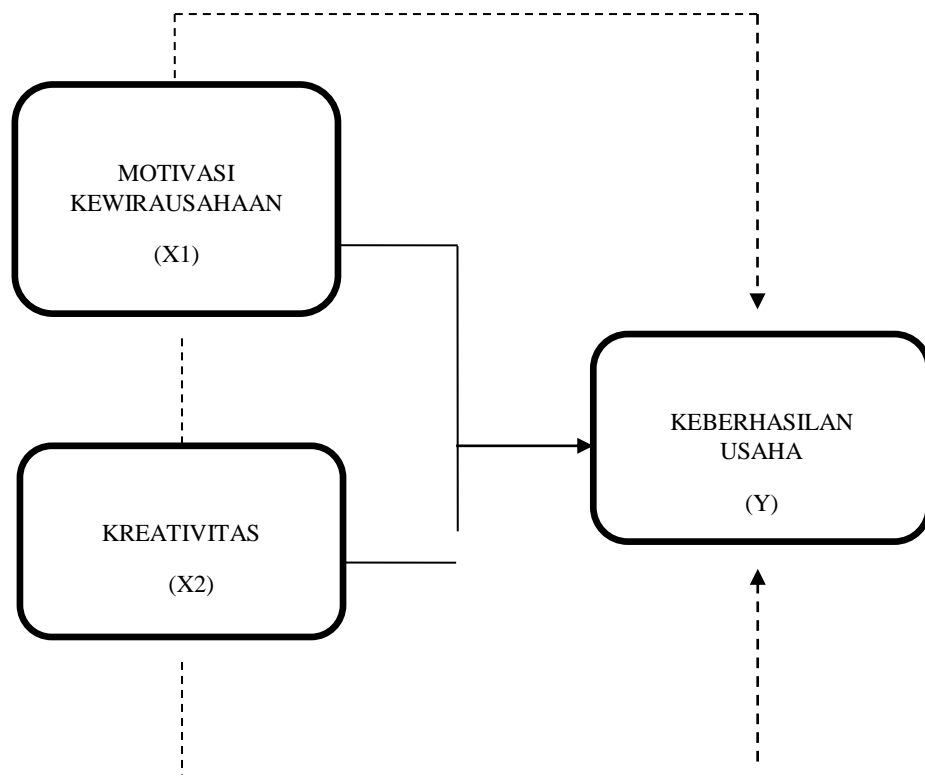 MOTIVASI
KEWIRAUSAHAAN
(X1)
KREATIVITAS
(X2)
KEBERHASILAN
USAHA
(Y)